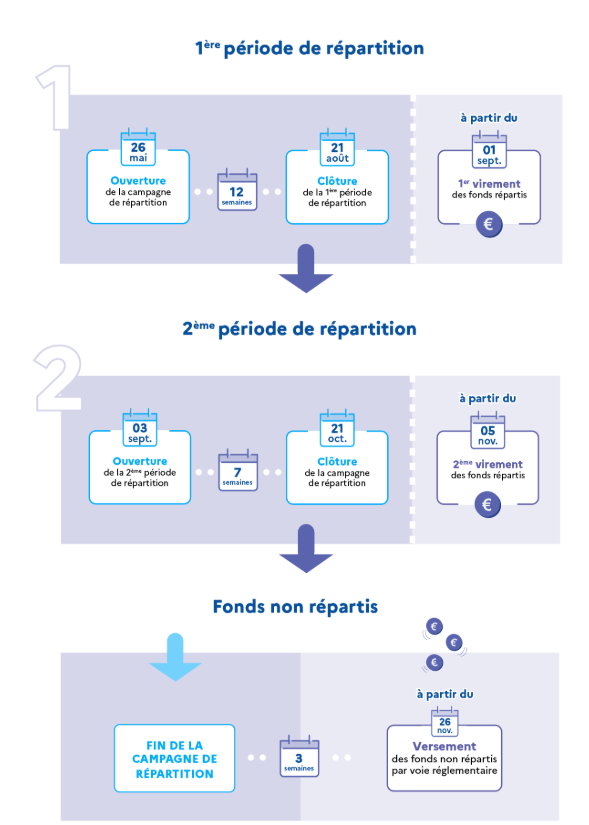 1ère période de répartition
1
26
mai
Ouverture
de la campagne
de répartition
12
semaines
21
août
Clôture
de la 1ère période
de répartition
à partir du
01
sept.
1er virement
des fonds répartis
€
2ème période de répartition
2
03
sept.
Ouverture
de la 2ème période
de répartition
7
semaines
21
oct.
Clôture
de la campagne
de répartition
à partir du
05
nov.
2ème virement
des fonds répartis
€
Fonds non répartis
€
€
€
FIN DE LA
CAMPAGNE DE
RÉPARTITION
3
semaines
à partir du
26
nov.
Versement
des fonds non répartis
par voie réglementaire